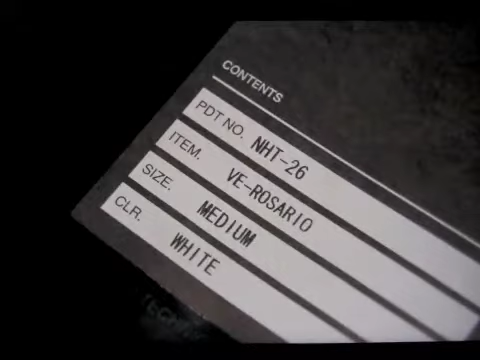 CONTENTS
PDT NO. NHT-26
ITEM. VE-ROSARIO
SIZE. MEDIUM
CLR. WHITE